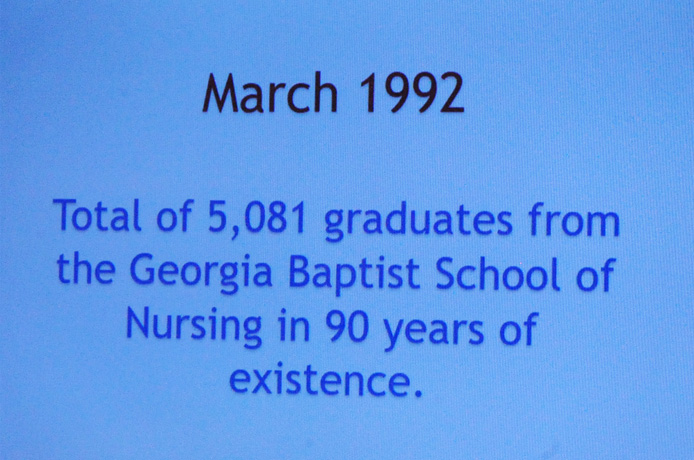 March 1992
Total of 5,081 graduates from
the Georgia Baptist School of
Nursing in 90 years of
existence.